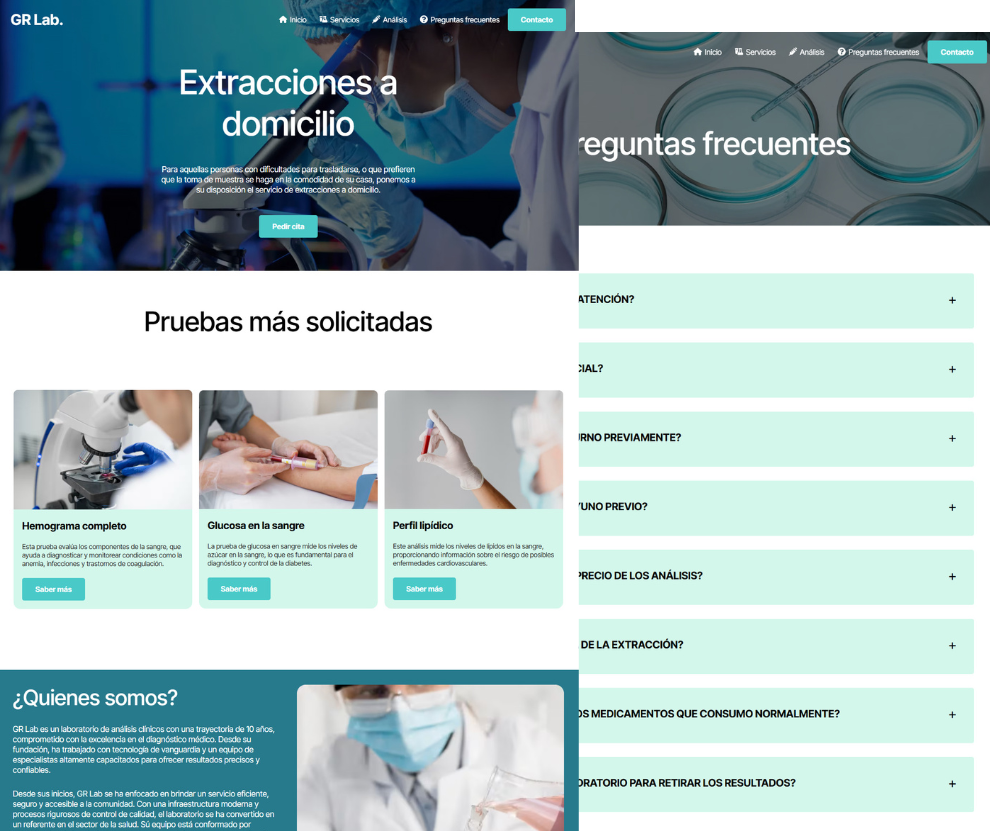 GR Lab.
Inicio
Servicios
Análisis
Preguntas frecuentes
Contacto
Extracciones a
domicilio
Para aquellas personas con dificultades para trasladarse, o que prefieren
que la toma de muestra se haga en la comodidad de su casa, ponemos a
su disposición el servicio de extracciones a domicilio.
Pedir cita
Pruebas más solicitadas
Hemograma completo
Esta prueba evalúa los componentes de la sangre, que
ayuda a diagnosticar y monitorear condiciones como la
anemia, infecciones y trastornos de coagulación.
Saber más
Glucosa en la sangre
La prueba de glucosa en sangre mide los niveles de
azúcar en la sangre, lo que es fundamental para el
diagnóstico y control de la diabetes.
Saber más
Perfil lipídico
Este análisis mide los niveles de lípidos en la sangre,
proporcionando información sobre el riesgo de posibles
enfermedades cardiovasculares.
Saber más
¿Quienes somos?
GR Lab es un laboratorio de análisis clínicos con una trayectoria de 10 años,
comprometido con la excelencia en el diagnóstico médico. Desde su
fundación, ha trabajado con tecnología de vanguardia y un equipo de
especialistas altamente capacitados para ofrecer resultados precisos y
confiables.
Desde sus inicios, GR Lab se ha enfocado en brindar un servicio eficiente,
seguro y accesible a la comunidad. Con una infraestructura moderna y
procesos rigurosos de control de calidad, el laboratorio se ha convertido en
un referente en el sector de la salud. Sú equipo está conformado por
Inicio
Servicios
Análisis
Preguntas frecuentes
Contacto
reguntas frecuentes
ATENCIÓN? +
CIAL? +
URNO PREVIAMENTE? +
YUNO PREVIO? +
PRECIO DE LOS ANÁLISIS? +
DE LA EXTRACCIÓN? +
OS MEDICAMENTOS QUE CONSUMO NORMALMENTE? +
ORATORIO PARA RETIRAR LOS RESULTADOS? +